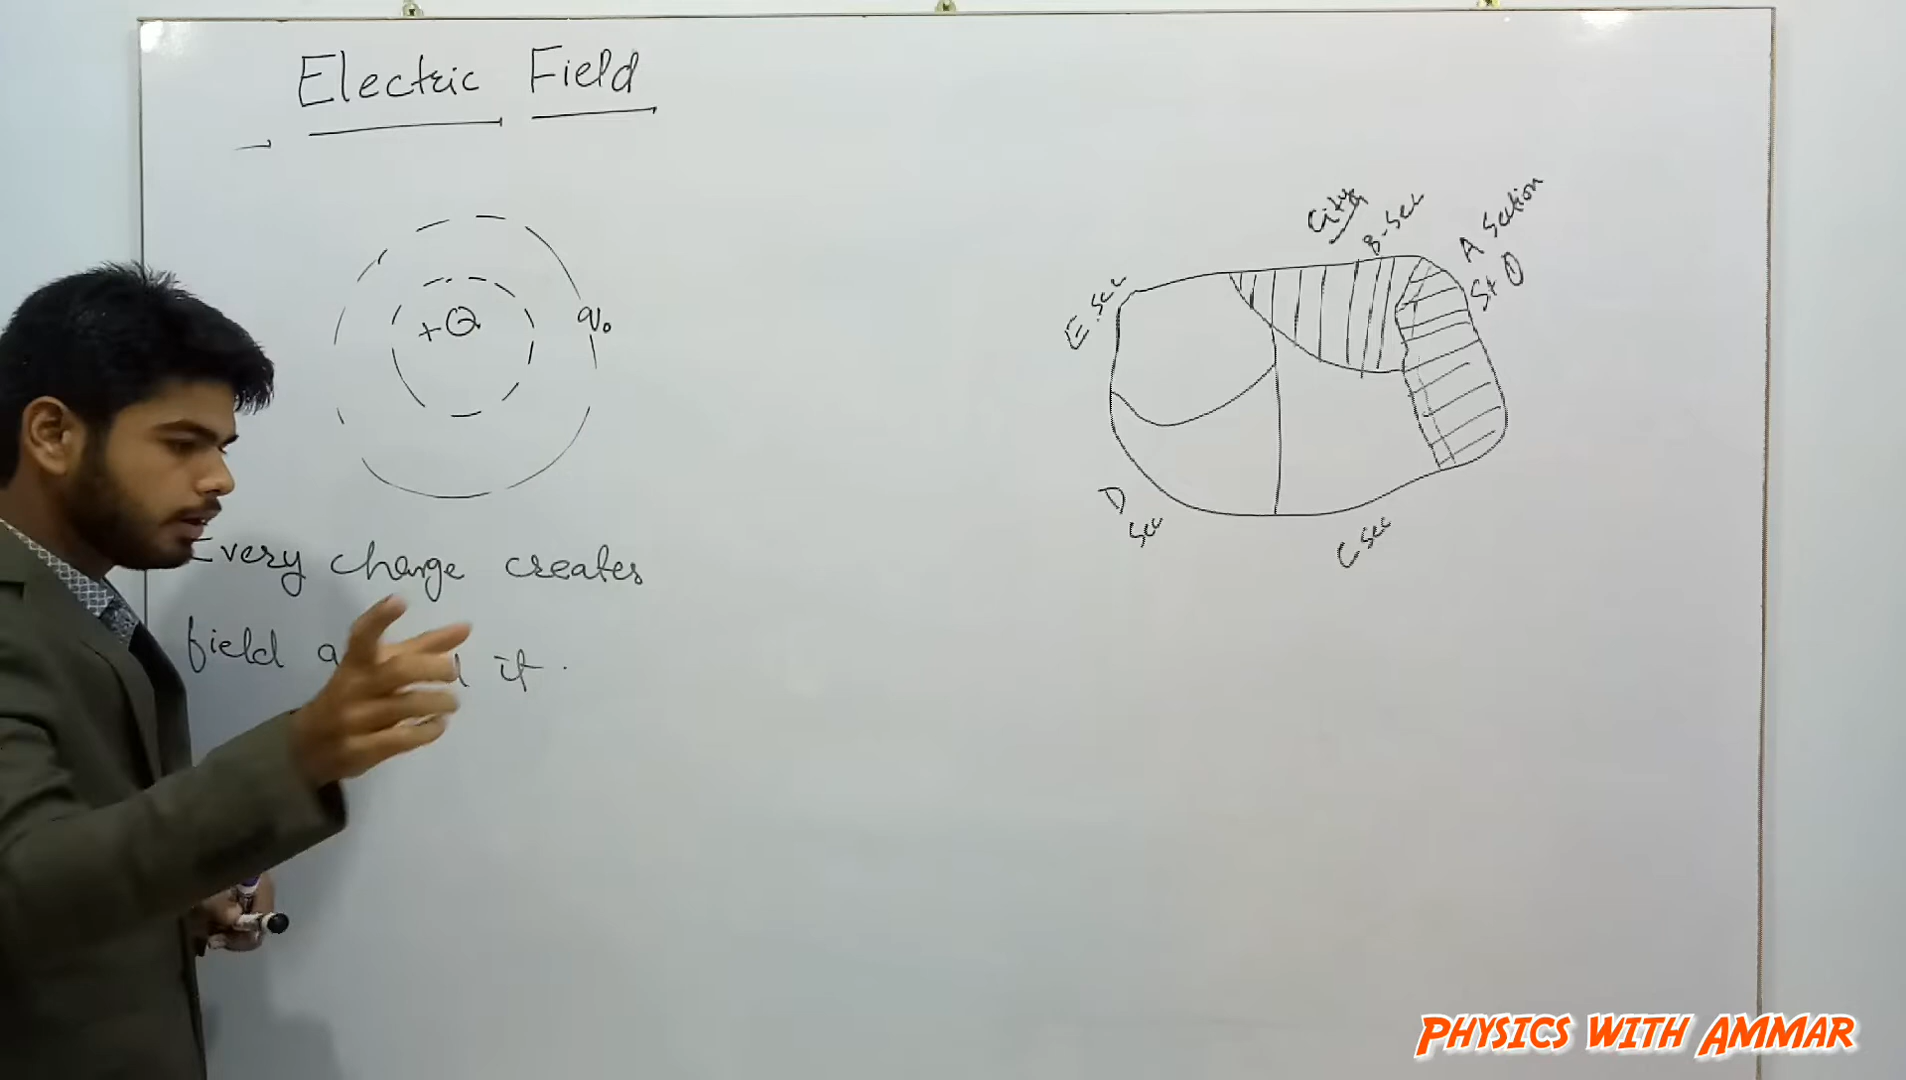 Electric Field
+Q
q₀
Every charge creates
field it.
City
B-Sec
A Section
St O
E.Sec
D
Sec
C Sec
PHYSICS WITH AMMAR